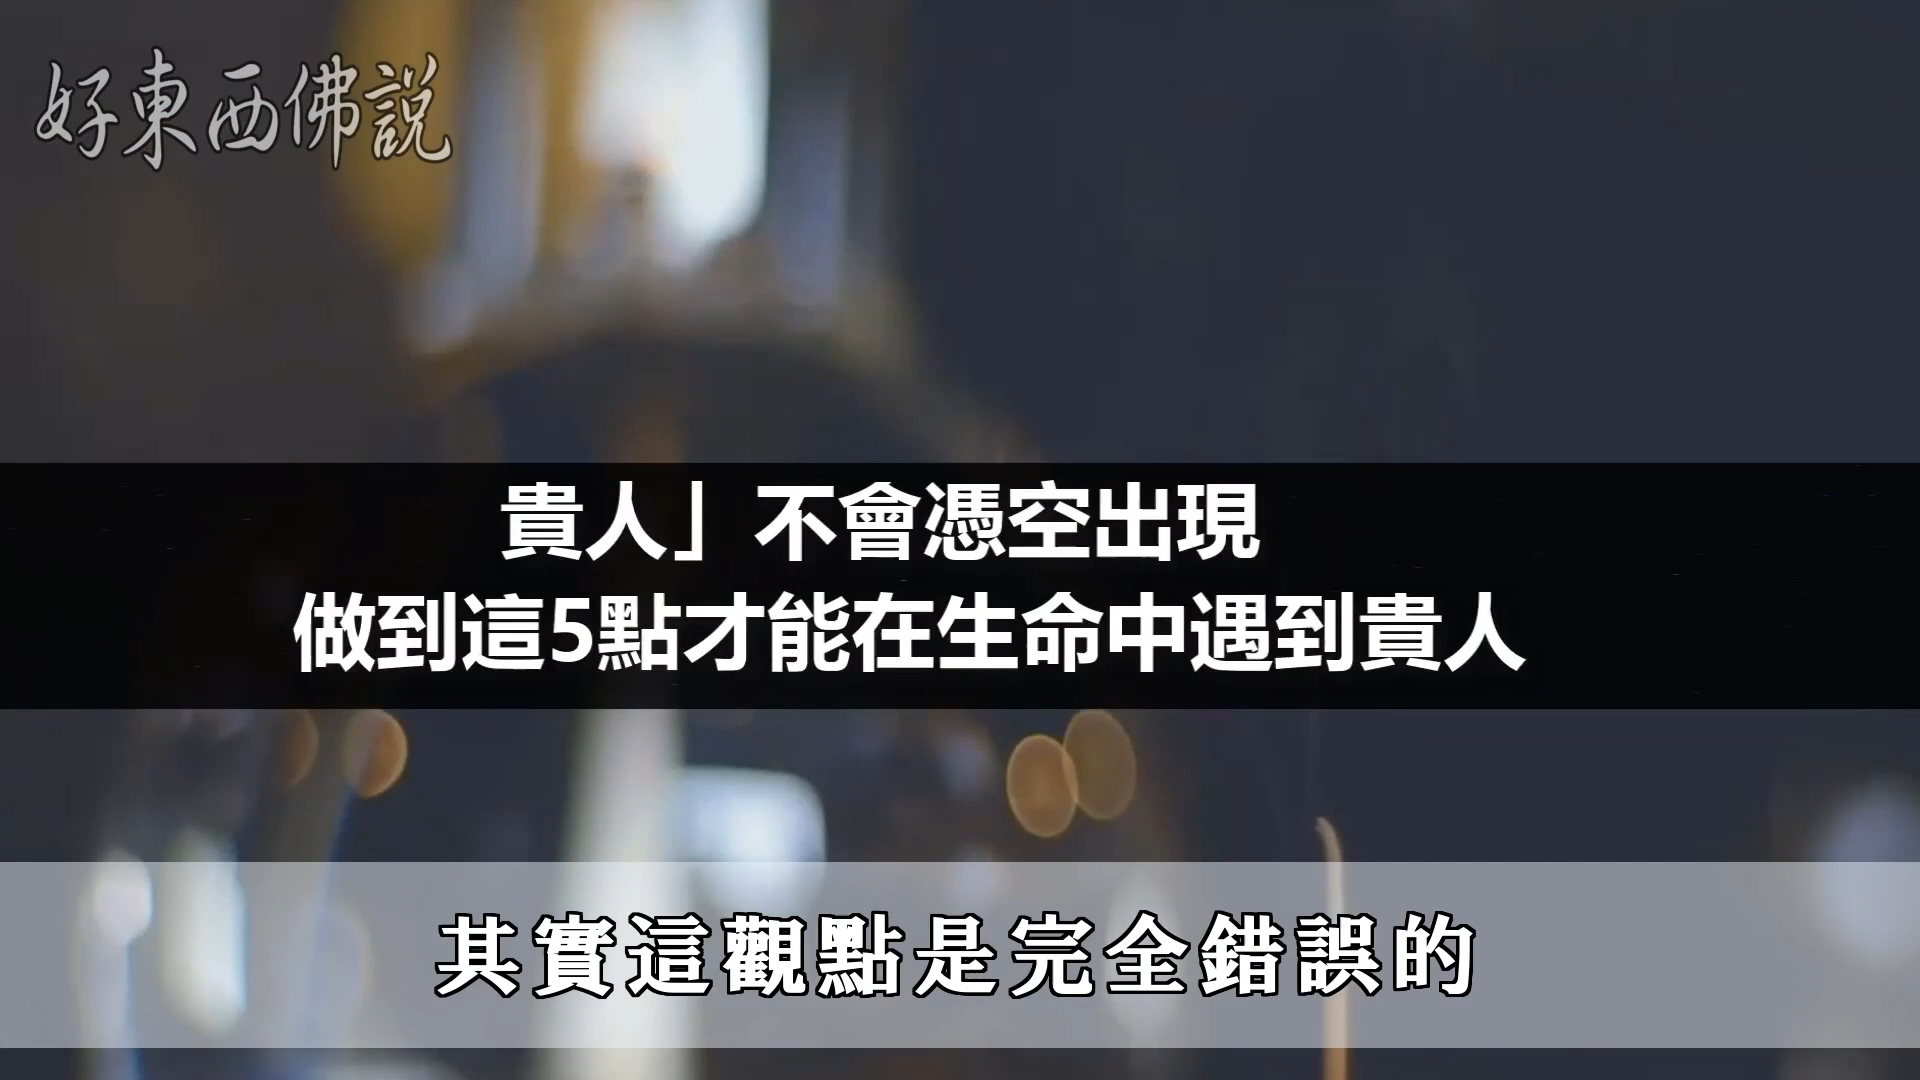 好東西佛説
貴人」不會憑空出現
做到這5點才能在生命中遇到貴人
其實這觀點是完全錯誤的